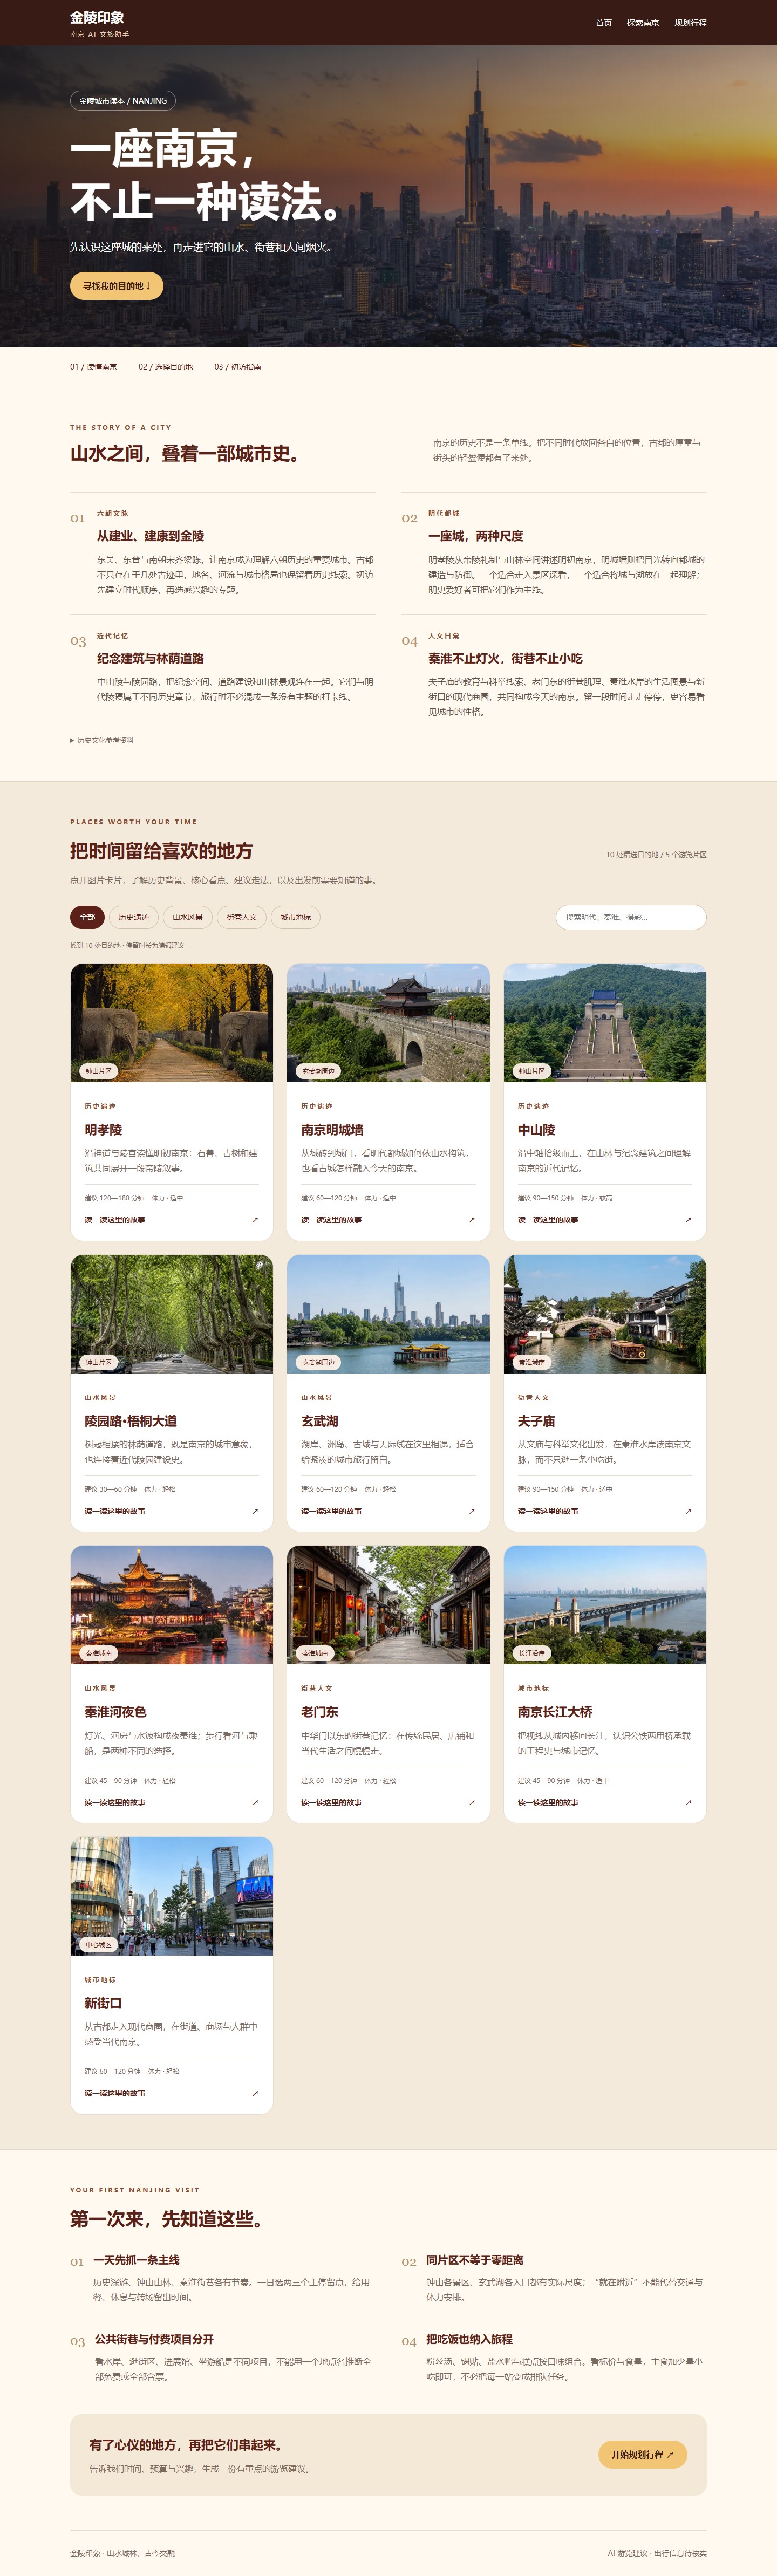 金陵印象
南京 AI 文旅助手
首页 探索南京 规划行程
金陵城市读本 / NANJING
一座南京，
不止一种读法。
先认识这座城的来处，再走进它的山水、街巷和人间烟火。
寻找我的目的地 ↓
01 / 读懂南京 02 / 选择目的地 03 / 初访指南
THE STORY OF A CITY
山水之间，叠着一部城市史。
南京的历史不是一条单线。把不同时代放回各自的位置，古都的厚重与
街头的轻盈便都有了来处。
01 六朝文脉
从建业、建康到金陵
东吴、东晋与南朝宋齐梁陈，让南京成为理解六朝历史的重要城市。古都
不只存在于几处古迹里，地名、河流与城市格局也保留着历史线索。初访
先建立时代顺序，再选感兴趣的专题。
02 明代都城
一座城，两种尺度
明孝陵从帝陵礼制与山林空间讲述明初南京，明城墙则把目光转向都城的
建造与防御。一个适合走入景区深看，一个适合将城与湖放在一起理解；
明史爱好者可把它们作为主线。
03 近代记忆
纪念建筑与林荫道路
中山陵与陵园路，把纪念空间、道路建设和山林景观连在一起。它们与明
代陵寝属于不同历史章节，旅行时不必混成一条没有主题的打卡线。
04 人文日常
秦淮不止灯火，街巷不止小吃
夫子庙的教育与科举线索、老门东的街巷肌理、秦淮水岸的生活图景与新
街口的现代商圈，共同构成今天的南京。留一段时间走走停停，更容易看
见城市的性格。
▶ 历史文化参考资料
PLACES WORTH YOUR TIME
把时间留给喜欢的地方
10 处精选目的地 / 5 个游览片区
点开图片卡片，了解历史背景、核心看点、建议走法，以及出发前需要知道的事。
全部 历史遗迹 山水风景 街巷人文 城市地标
搜索明代、秦淮、摄影…
找到 10 处目的地 · 停留时长为编辑建议
钟山片区
历史遗迹
明孝陵
沿神道与陵宫读懂明初南京：石兽、古树和建
筑共同展开一段帝陵叙事。
建议 120—180 分钟 体力 · 适中
读一读这里的故事 ↗
玄武湖周边
历史遗迹
南京明城墙
从城砖到城门，看明代都城如何依山水构筑，
也看古城怎样融入今天的南京。
建议 60—120 分钟 体力 · 适中
读一读这里的故事 ↗
钟山片区
历史遗迹
中山陵
沿中轴拾级而上，在山林与纪念建筑之间理解
南京的近代记忆。
建议 90—150 分钟 体力 · 较高
读一读这里的故事 ↗
钟山片区
山水风景
陵园路·梧桐大道
树冠相接的林荫道路，既是南京的城市意象，
也连接着近代陵园建设史。
建议 30—60 分钟 体力 · 轻松
读一读这里的故事 ↗
玄武湖周边
山水风景
玄武湖
湖岸、洲岛、古城与天际线在这里相遇，适合
给紧凑的城市旅行留白。
建议 60—120 分钟 体力 · 轻松
读一读这里的故事 ↗
秦淮城南
街巷人文
夫子庙
从文庙与科举文化出发，在秦淮水岸读南京文
脉，而不只逛一条小吃街。
建议 90—150 分钟 体力 · 适中
读一读这里的故事 ↗
秦淮城南
山水风景
秦淮河夜色
灯光、河房与水波构成夜秦淮；步行看河与乘
船，是两种不同的选择。
建议 45—90 分钟 体力 · 轻松
读一读这里的故事 ↗
秦淮城南
街巷人文
老门东
中华门以东的街巷记忆：在传统民居、店铺和
当代生活之间慢慢走。
建议 60—120 分钟 体力 · 轻松
读一读这里的故事 ↗
长江沿岸
城市地标
南京长江大桥
把视线从城内移向长江，认识公铁两用桥承载
的工程史与城市记忆。
建议 45—90 分钟 体力 · 适中
读一读这里的故事 ↗
中心城区
城市地标
新街口
从古都走入现代商圈，在街道、商场与人群中
感受当代南京。
建议 60—120 分钟 体力 · 轻松
读一读这里的故事 ↗
YOUR FIRST NANJING VISIT
第一次来，先知道这些。
01 一天先抓一条主线
历史深游、钟山山林、秦淮街巷各有节奏。一日选两三个主停留点，给用
餐、休息与转场留出时间。
02 同片区不等于零距离
钟山各景区、玄武湖各入口都有实际尺度；“就在附近”不能代替交通与
体力安排。
03 公共街巷与付费项目分开
看水岸、逛街区、进展馆、坐游船是不同项目，不能用一个地点名推断全
部免费或全部含票。
04 把吃饭也纳入旅程
粉丝汤、锅贴、盐水鸭与糕点按口味组合。看标价与食量，主食加少量小
吃即可，不必把每一站变成排队任务。
有了心仪的地方，再把它们串起来。
告诉我们时间、预算与兴趣，生成一份有重点的游览建议。
开始规划行程 ↗
金陵印象 · 山水城林，古今交融
AI 游览建议 · 出行信息待核实